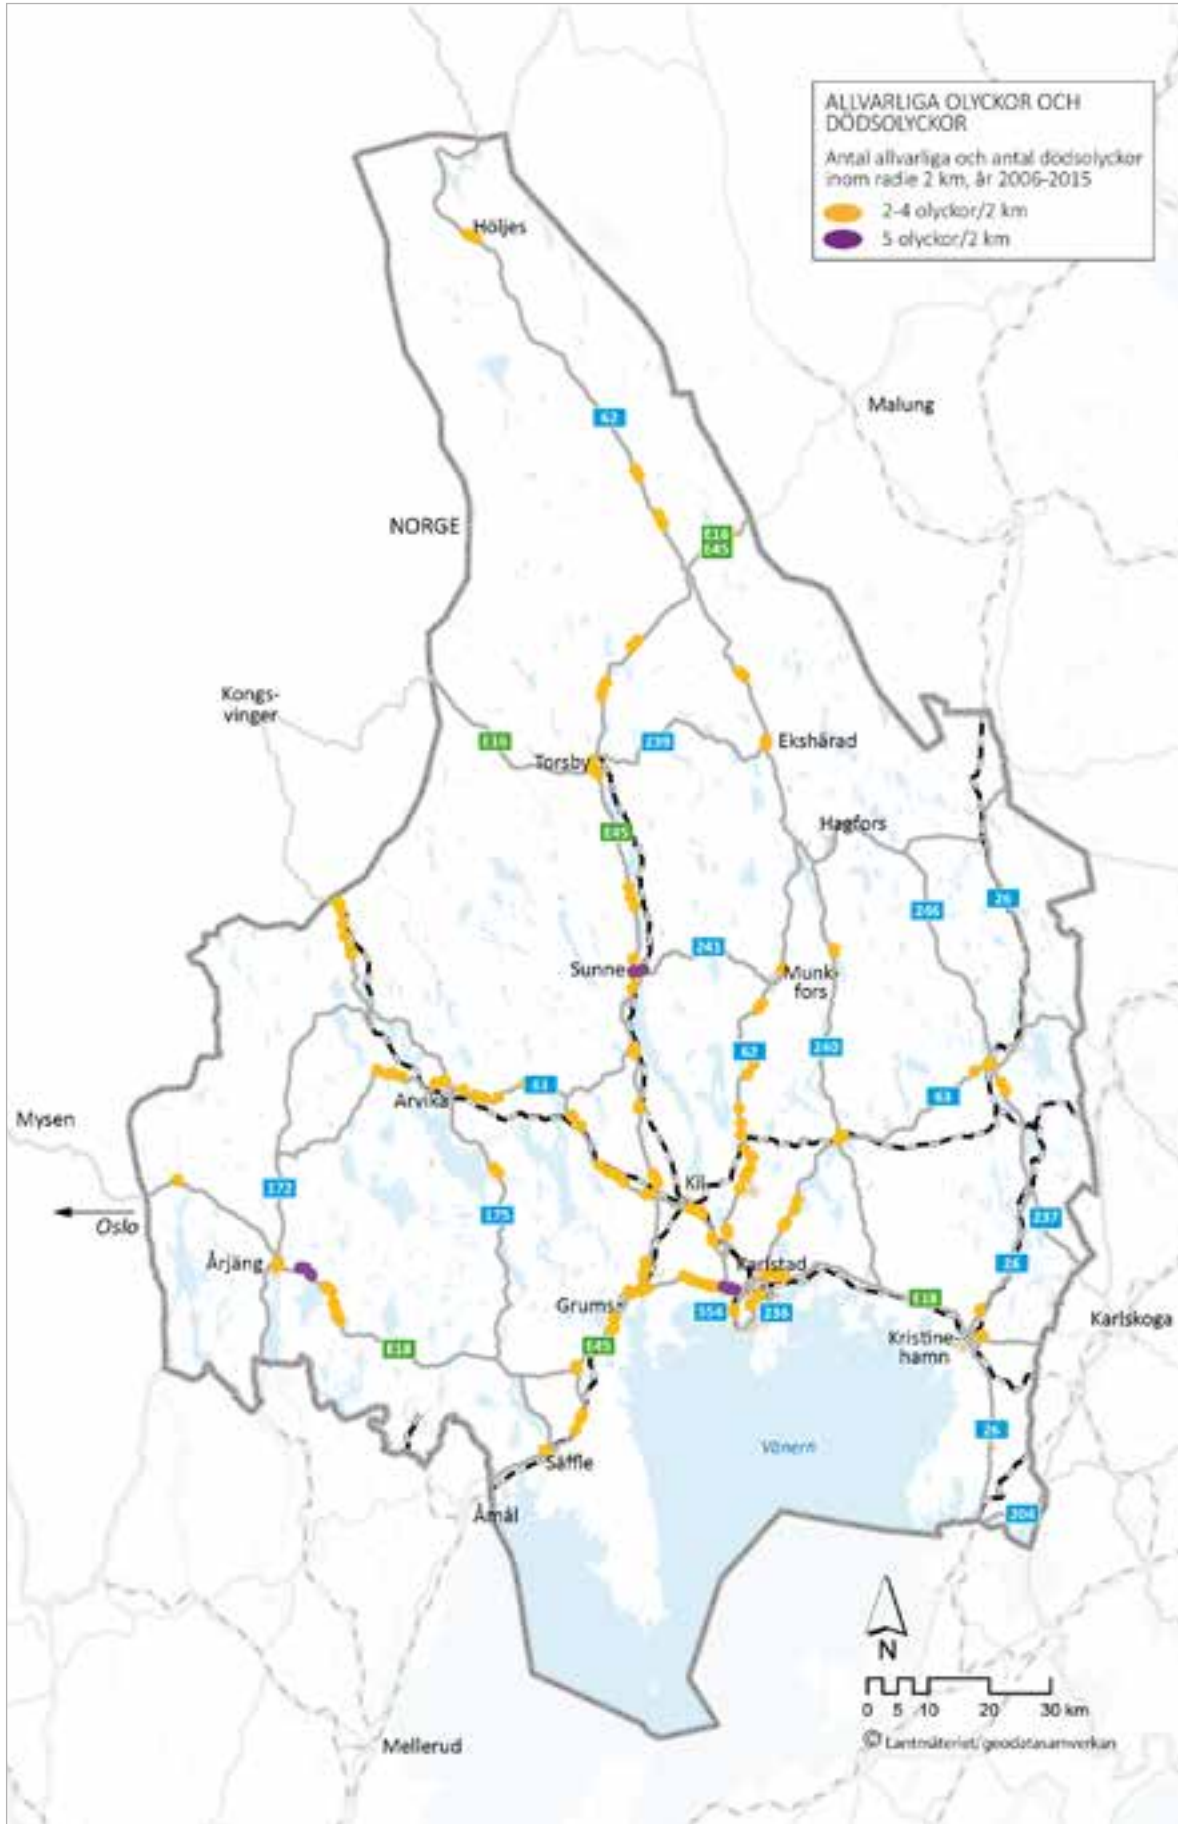 ALLVARLIGA OLYCKOR OCH
DÖDSOLYCKOR
Antal allvarliga och antal dödsolyckor
inom radie 2 km, år 2006-2015
2-4 olyckor/2 km
5 olyckor/2 km
Höljes
62
Malung
NORGE
E16
E45
Kongs-
vinger
E16
239
Ekshärad
Torsby
E45
Hagfors
26
246
241
Sunne
Munk-
fors
62
240
61
63
Arvika
Mysen
Kil
172
175
237
Oslo
Årjäng
Karlstad
26
Grums
554
236
E18
Karlskoga
Kristine-
hamn
E18
E45
26
Vänern
Säffle
Åmål
204
N
0 5 10 20 30 km
Mellerud
© Lantmäteriet/geodatasamverkan